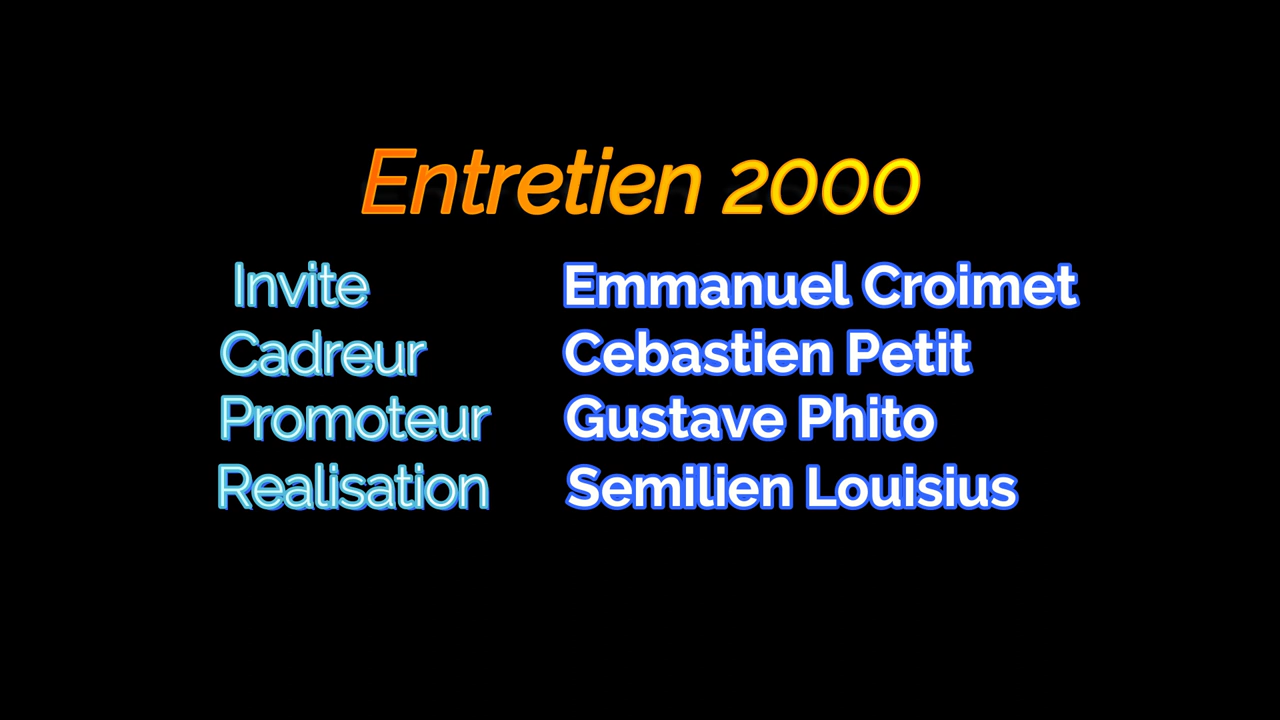 Entretien 2000
Invite Emmanuel Croimet
Cadreur Cebastien Petit
Promoteur Gustave Phito
Realisation Semilien Louisius